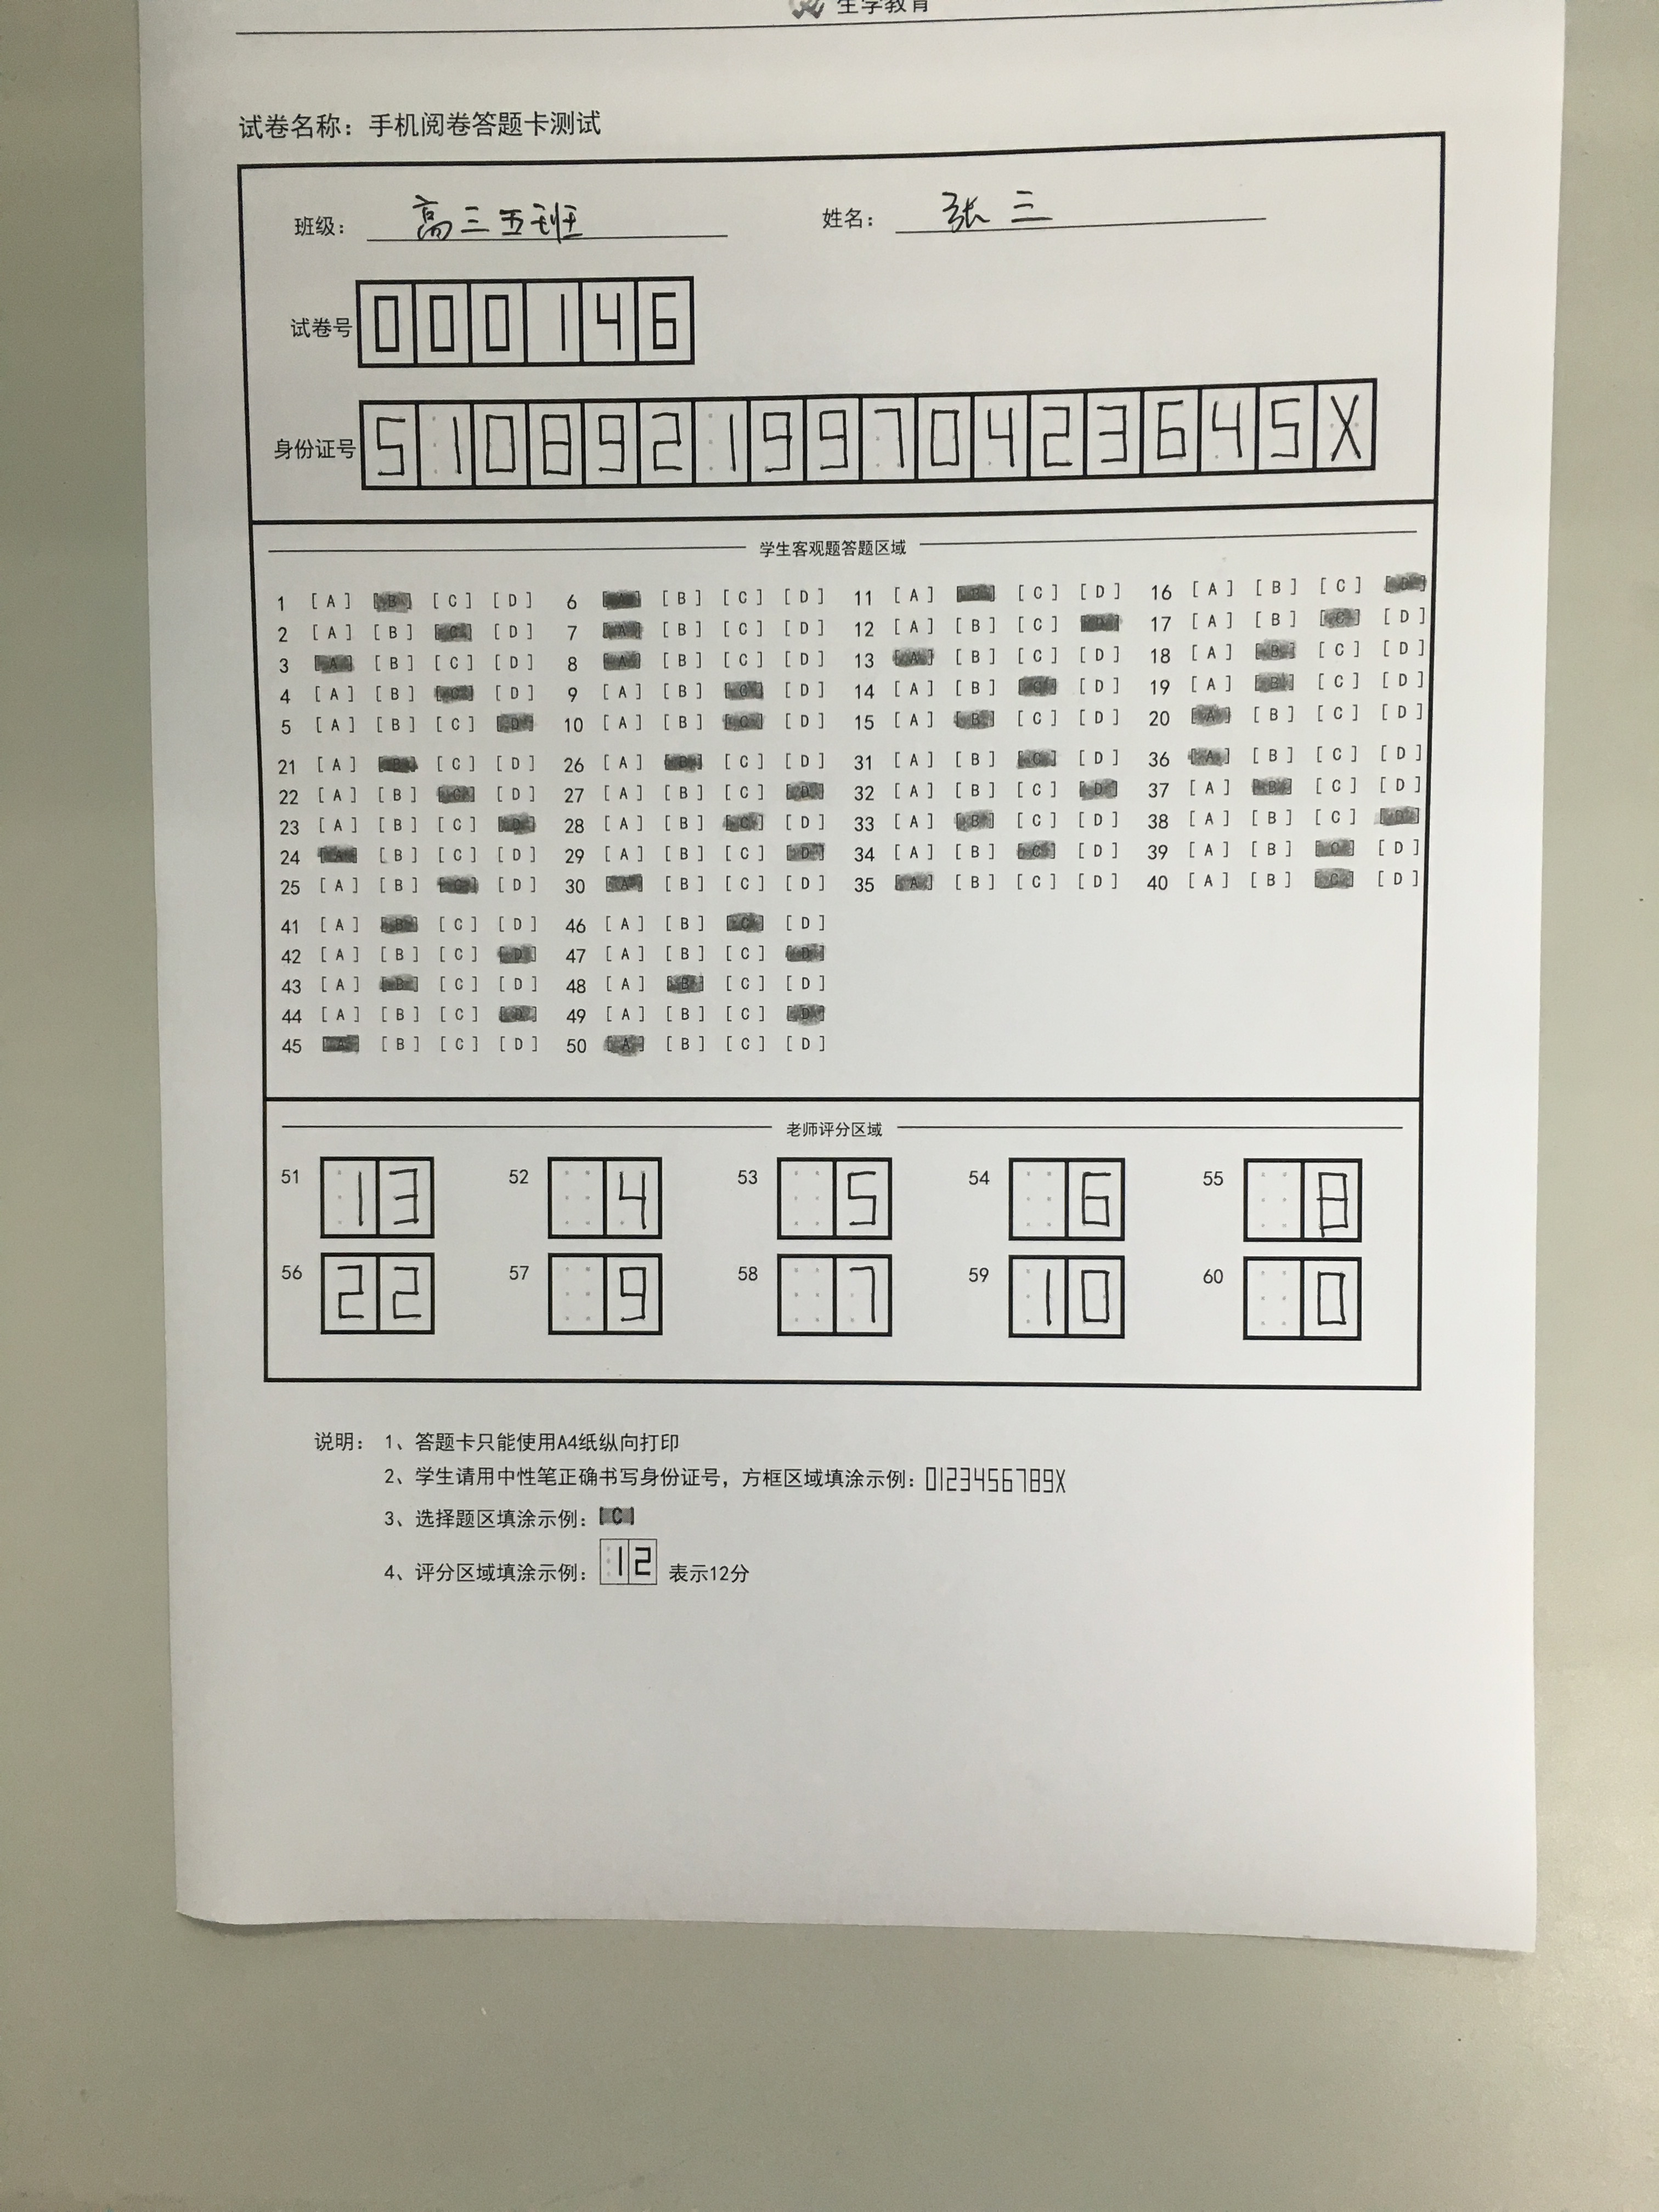 生学教育
试卷名称：手机阅卷答题卡测试
班级： 高三五班 姓名： 张三
试卷号 000146
身份证号 51089219970423645X
学生客观题答题区域
1 [A] [B] [C] [D] 6 [A] [B] [C] [D] 11 [A] [B] [C] [D] 16 [A] [B] [C] [D]
2 [A] [B] [C] [D] 7 [A] [B] [C] [D] 12 [A] [B] [C] [D] 17 [A] [B] [C] [D]
3 [A] [B] [C] [D] 8 [A] [B] [C] [D] 13 [A] [B] [C] [D] 18 [A] [B] [C] [D]
4 [A] [B] [C] [D] 9 [A] [B] [C] [D] 14 [A] [B] [C] [D] 19 [A] [B] [C] [D]
5 [A] [B] [C] [D] 10 [A] [B] [C] [D] 15 [A] [B] [C] [D] 20 [A] [B] [C] [D]
21 [A] [B] [C] [D] 26 [A] [B] [C] [D] 31 [A] [B] [C] [D] 36 [A] [B] [C] [D]
22 [A] [B] [C] [D] 27 [A] [B] [C] [D] 32 [A] [B] [C] [D] 37 [A] [B] [C] [D]
23 [A] [B] [C] [D] 28 [A] [B] [C] [D] 33 [A] [B] [C] [D] 38 [A] [B] [C] [D]
24 [A] [B] [C] [D] 29 [A] [B] [C] [D] 34 [A] [B] [C] [D] 39 [A] [B] [C] [D]
25 [A] [B] [C] [D] 30 [A] [B] [C] [D] 35 [A] [B] [C] [D] 40 [A] [B] [C] [D]
41 [A] [B] [C] [D] 46 [A] [B] [C] [D]
42 [A] [B] [C] [D] 47 [A] [B] [C] [D]
43 [A] [B] [C] [D] 48 [A] [B] [C] [D]
44 [A] [B] [C] [D] 49 [A] [B] [C] [D]
45 [A] [B] [C] [D] 50 [A] [B] [C] [D]
老师评分区域
51 13 52 4 53 5 54 6 55 8
56 22 57 9 58 7 59 10 60 0
说明： 1、答题卡只能使用A4纸纵向打印
2、学生请用中性笔正确书写身份证号，方框区域填涂示例：0123456789X
3、选择题区填涂示例：[C]
4、评分区域填涂示例：12 表示12分